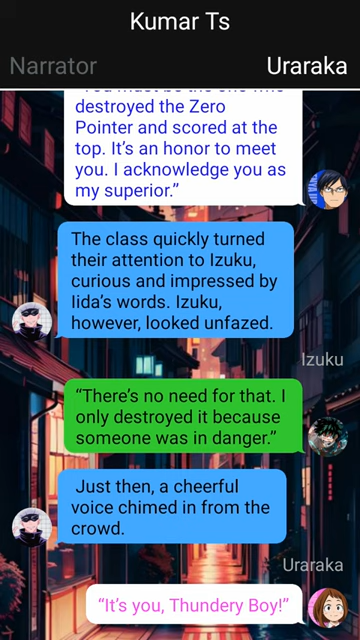 Kumar Ts
Narrator
Uraraka
destroyed the Zero
Pointer and scored at the
top. It’s an honor to meet
you. I acknowledge you as
my superior.”
The class quickly turned
their attention to Izuku,
curious and impressed by
Iida’s words. Izuku,
however, looked unfazed.
Izuku
“There’s no need for that. I
only destroyed it because
someone was in danger.”
Just then, a cheerful
voice chimed in from the
crowd.
Uraraka
“It’s you, Thundery Boy!”